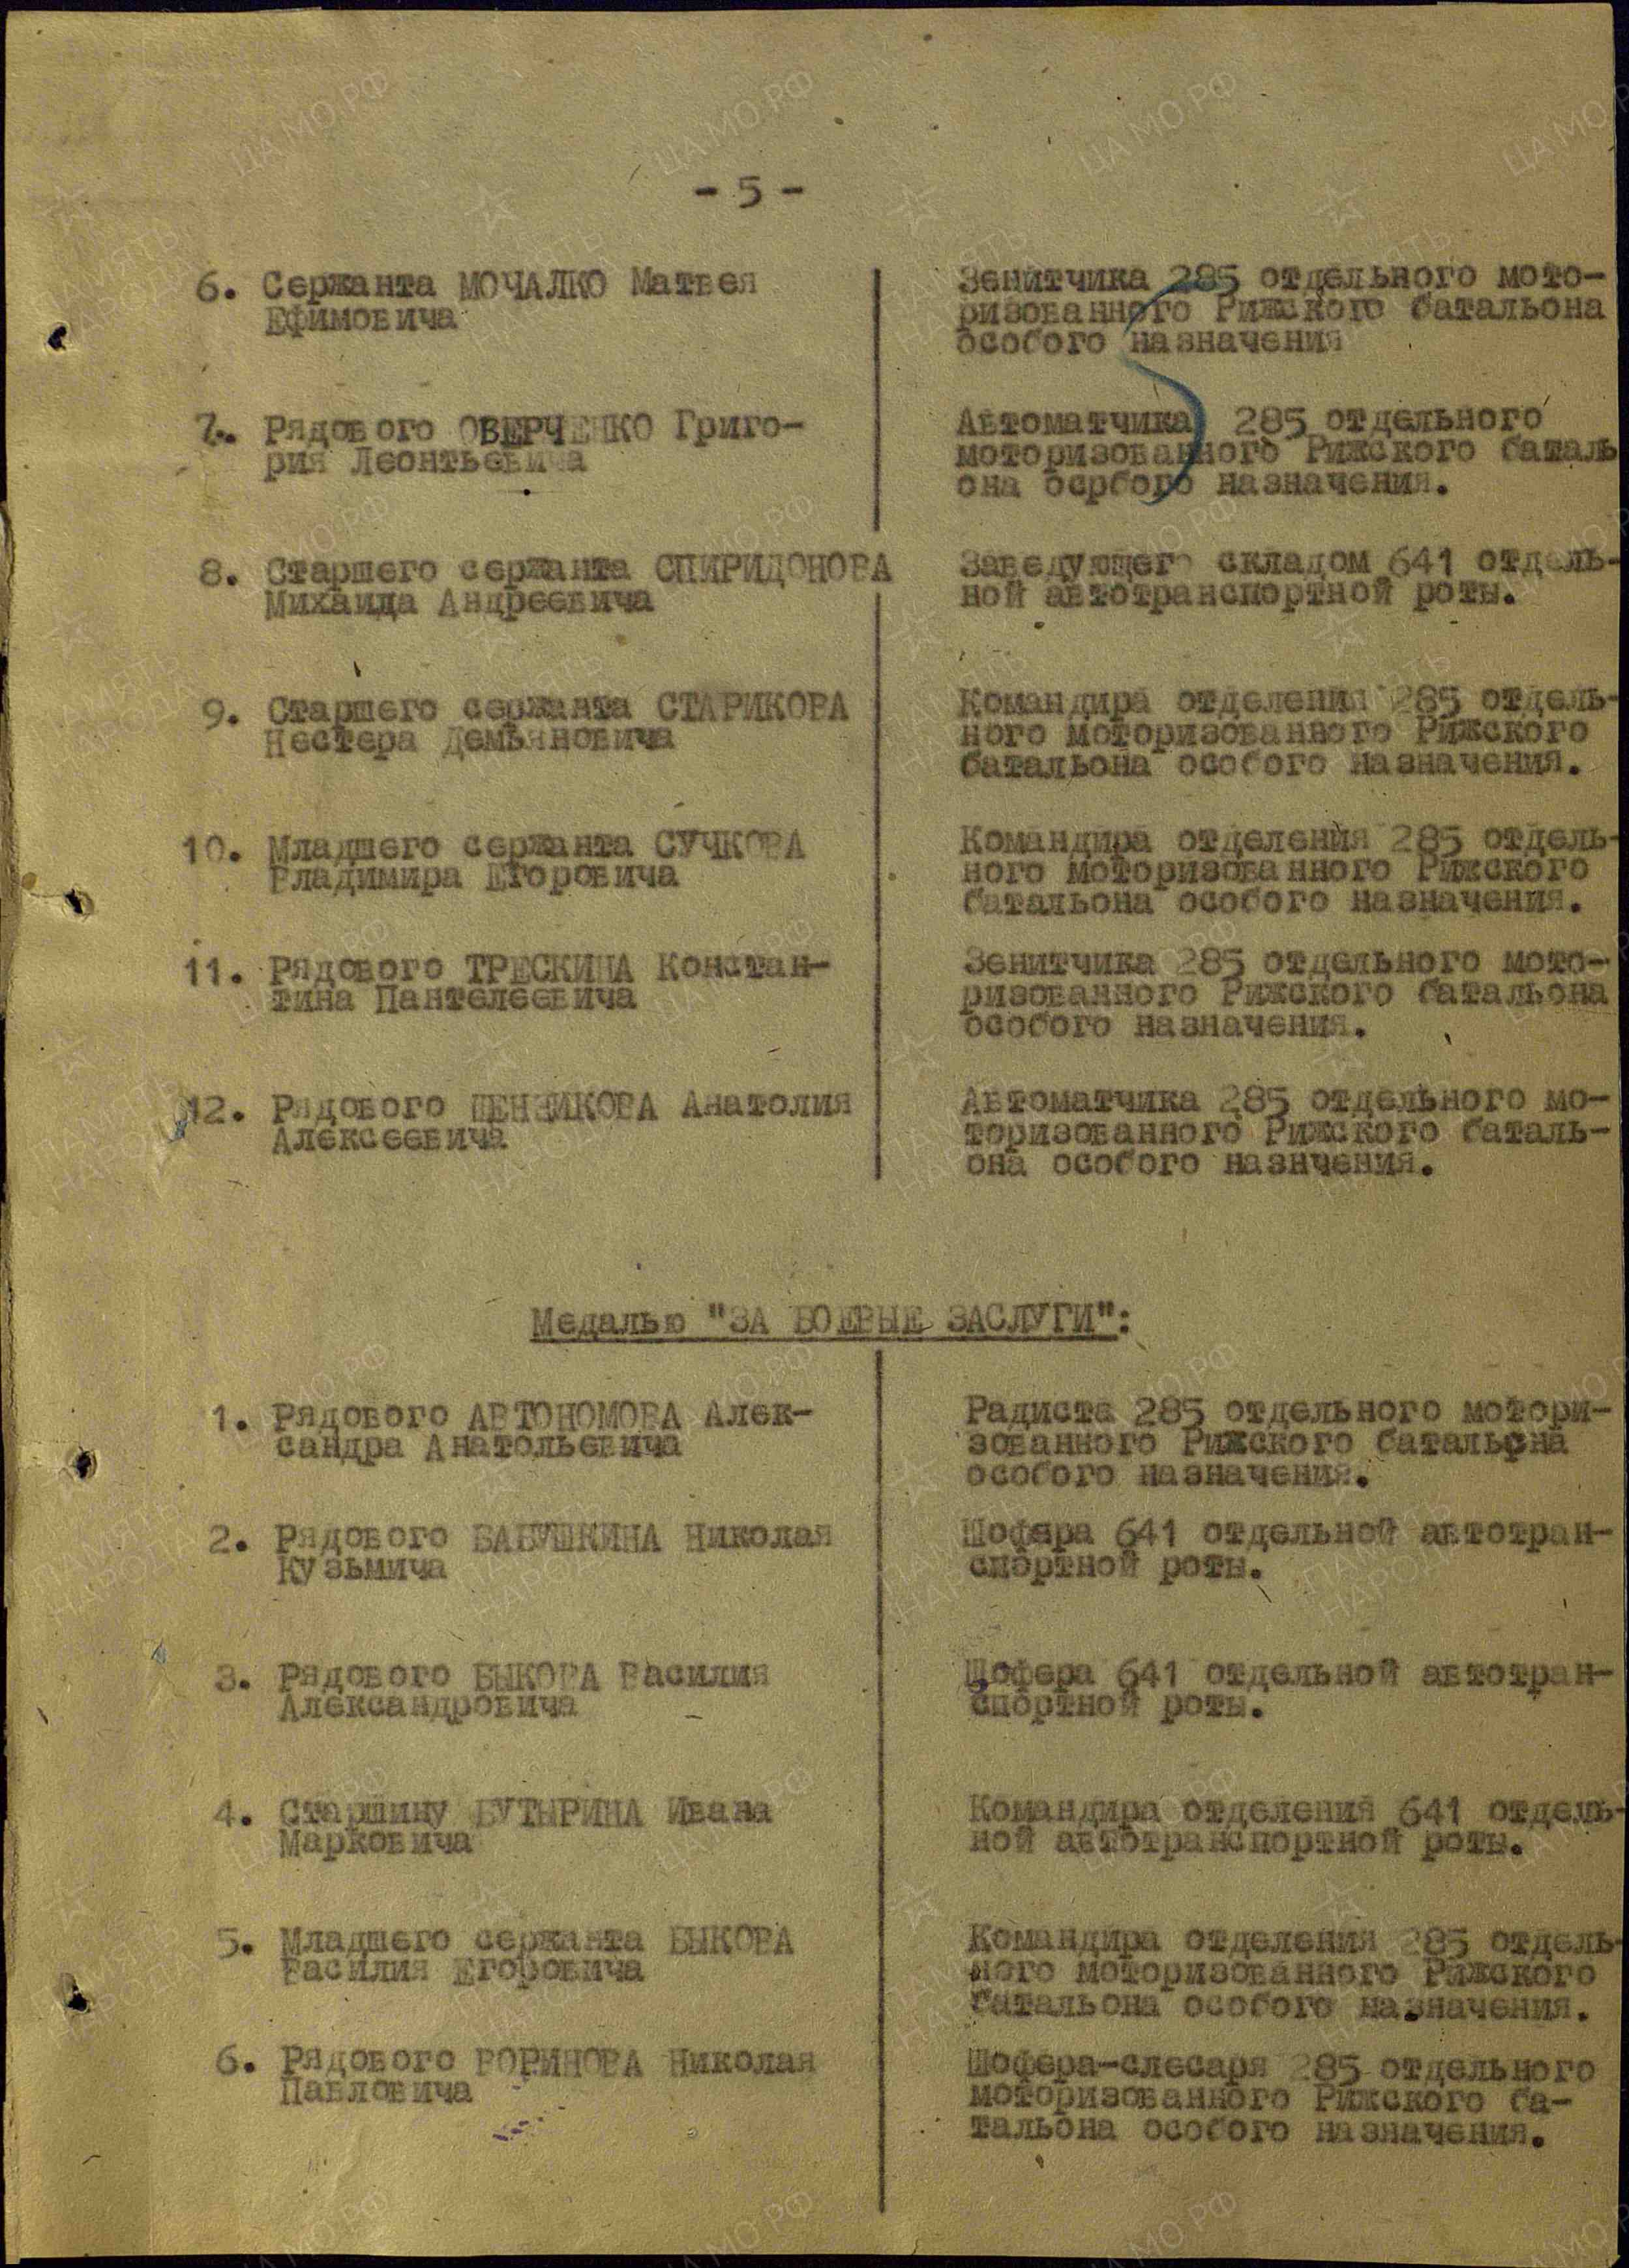 - 5 -
6. Сержанта МОЧАЛКО Матвея
Ефимовича
Зенитчика 285 отдельного мото-
ризованного Рижского батальона
особого назначения
7. Рядового ОВЕРЧЕНКО Григо-
рия Леонтьевича
Автоматчика 285 отдельного
моторизованного Рижского баталь
она осрбого назначения.
8. Старшего сержанта СПИРИДОНОВА
Михаила Андреевича
Заведующего складом 641 отдель-
ной автотранспортной роты.
9. Старшего сержанта СТАРИКОВА
Нестера Демьяновича
Командира отделения 285 отдель-
ного моторизованного Рижского
батальона особого назначения.
10. Младшего сержанта СУЧКОВА
Владимира Егоровича
Командира отделения 285 отдель-
ного моторизованного Рижского
батальона особого назначения.
11. Рядового ТРЕСКИНА Констан-
тина Пантелеевича
Зенитчика 285 отдельного мото-
ризованного Рижского батальона
особого назначения.
12. Рядового Анатолия
Алексеевича
Автоматчика 285 отдельного мо-
торизованного Рижского баталь-
она особого назнчения.
Медалью "ЗА БОЕВЫЕ ЗАСЛУГИ":
1. Рядового АВТОНОМОВА Алек-
сандра Анатольевича
Радиста 285 отдельного мотори-
зованного Рижского батальона
особого назначения.
2. Рядового БАБУШКИНА Николая
Кузьмича
Шофера 641 отдельной автотран-
спортной роты.
3. Рядового БЫКОВА Василия
Александровича
Шофера 641 отдельной автотран-
спортной роты.
4. Старшину БУТЫРИНА Ивана
Марковича
Командира отделения 641 отдель-
ной автотранспортной роты.
5. Младшего сержанта БЫКОВА
Василия Егоровича
Командира отделения 285 отдель-
ного моторизованного Рижского
батальона особого назначения.
6. Рядового ВОРИНОВА Николая
Павловича
Шофера-слесаря 285 отдельного
моторизованного Рижского ба-
тальона особого назначения.